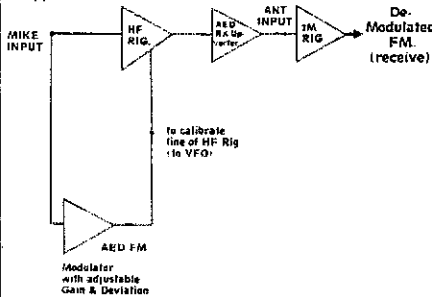 MIKE
INPUT
HF
RIG.
AED
RX Up
verter
ANT
INPUT
2M
RIG
De-
Modulated
FM.
(receive)
to calibrate
line of HF Rig
(to VFO)
AED FM
Modulator
with adjustable
Gain & Deviation